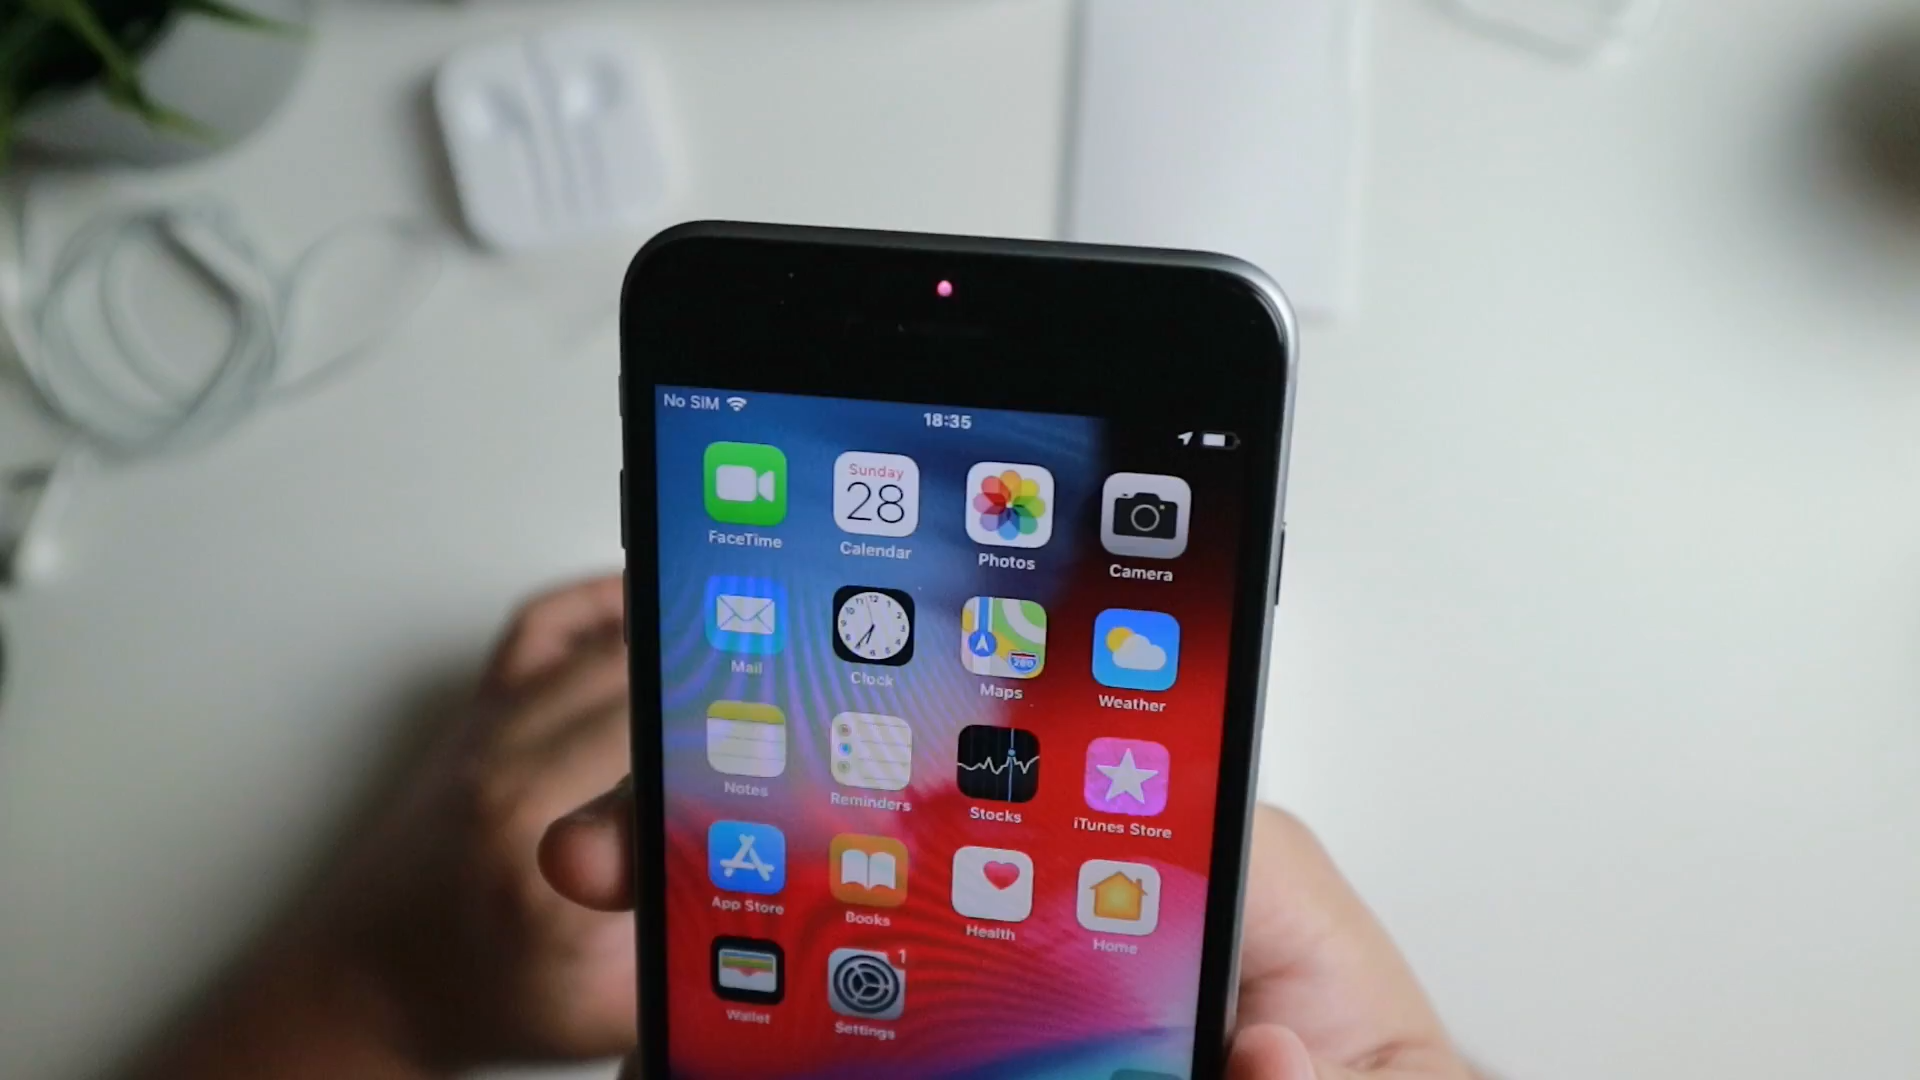 No SIM
18:35
FaceTime
Sunday
28
Calendar
Photos
Camera
Mail
Clock
Maps
280
Weather
Notes
Reminders
Stocks
iTunes Store
App Store
Books
Health
Home
Wallet
1
Settings